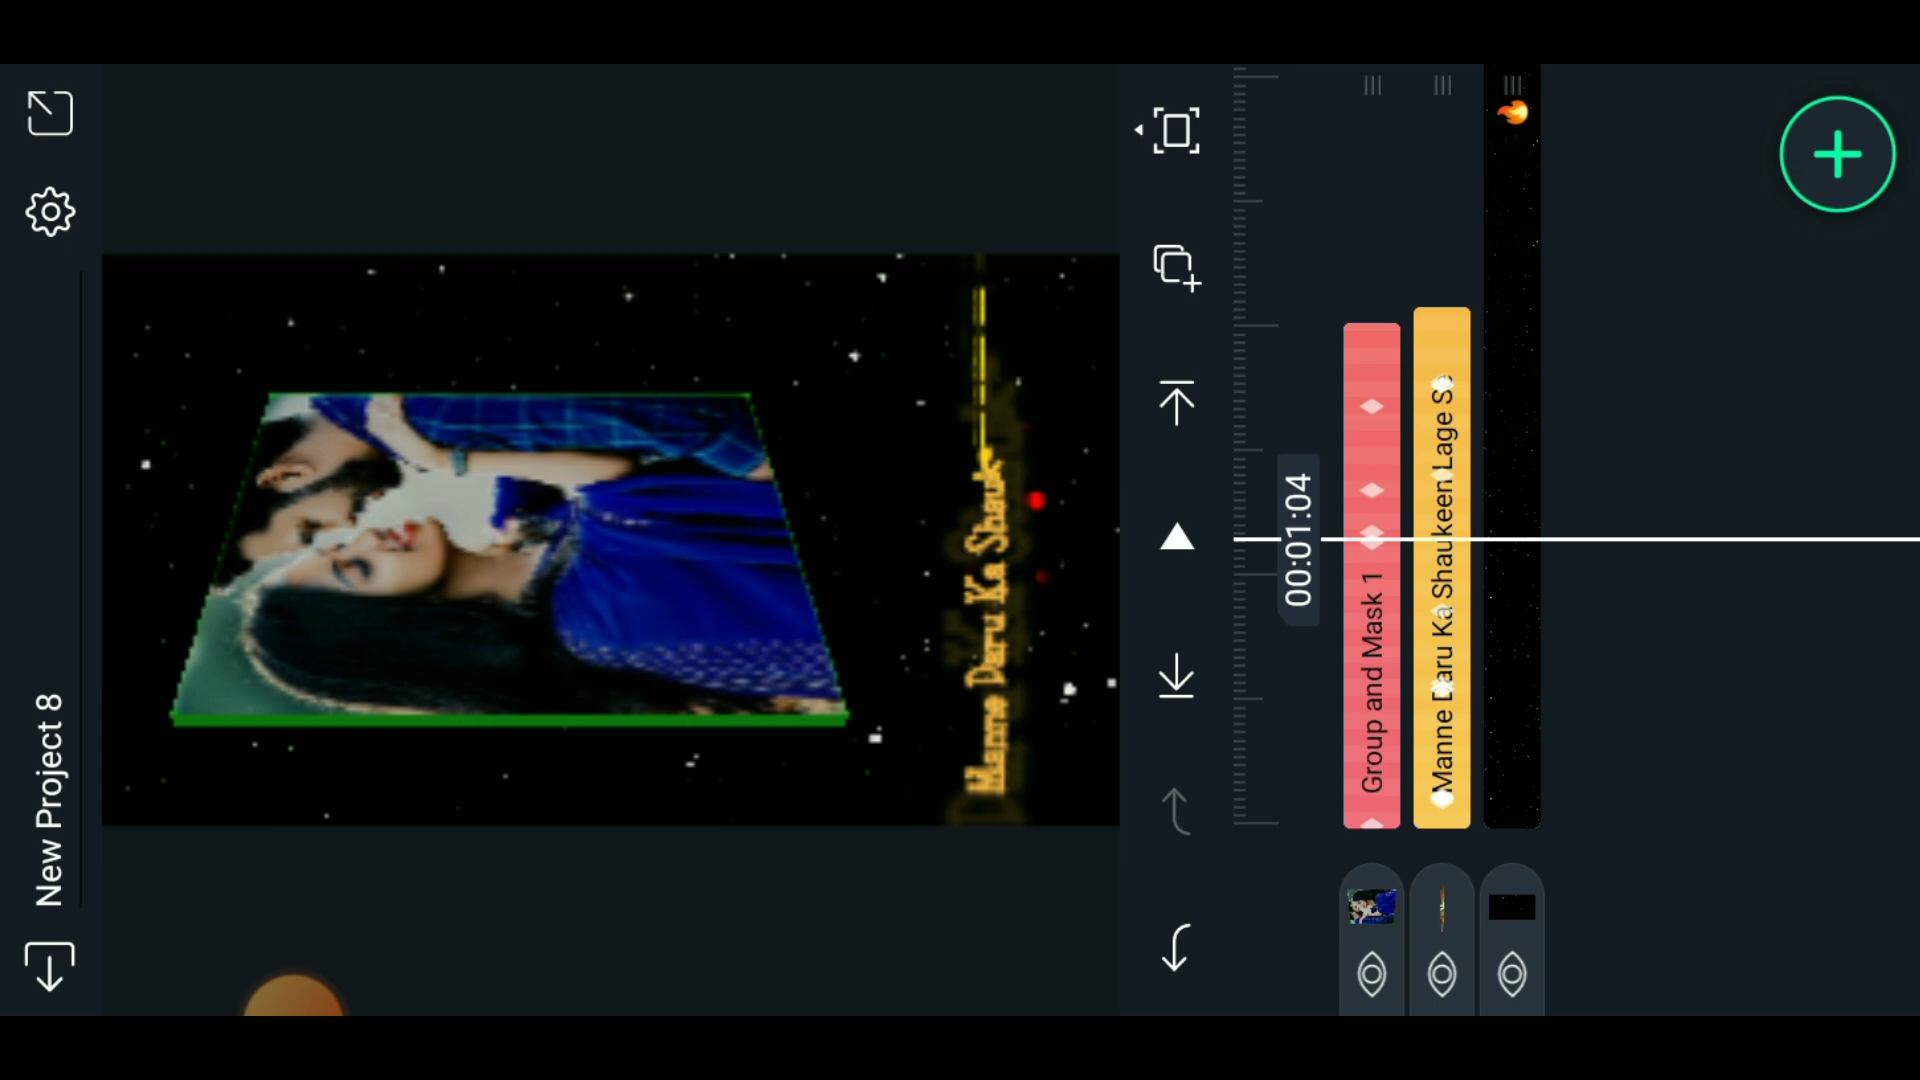 New Project 8
Manne Daru Ka Shauk
00:01:04
Group and Mask 1
Manne Daru Ka Shaukeen Lage Se